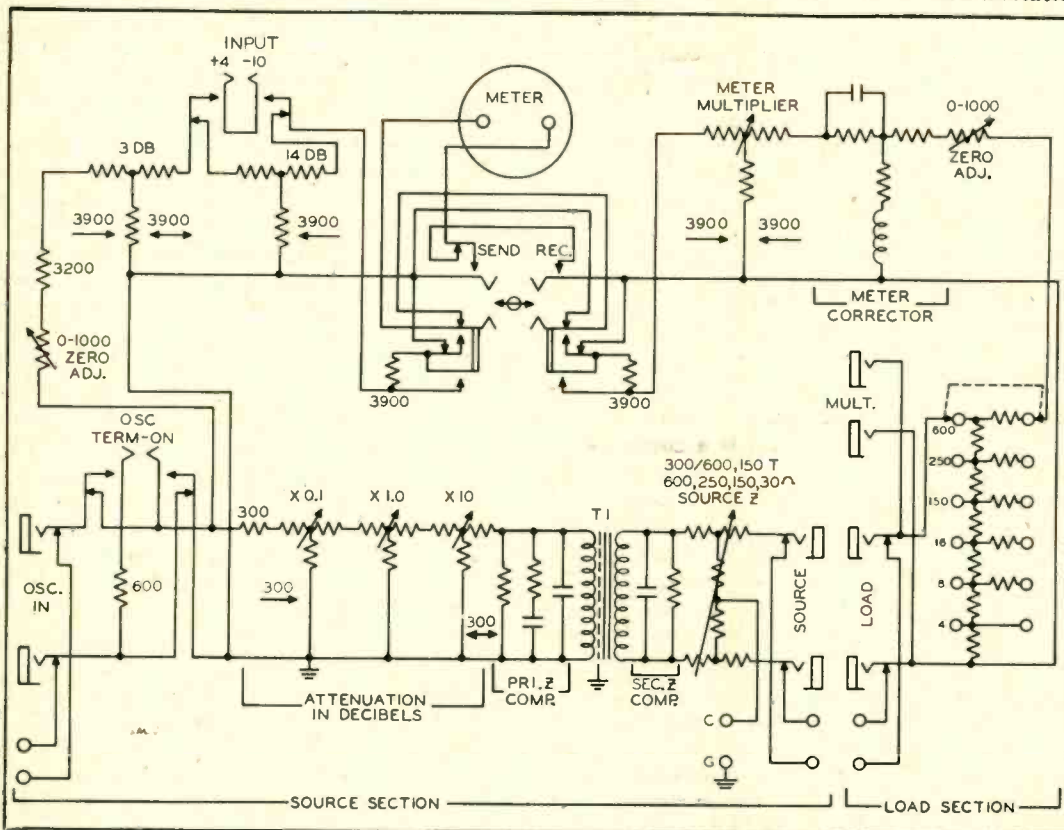 INPUT
+4 -10
METER
METER
MULTIPLIER
0-1000
ZERO
ADJ.
3 DB
14 DB
3900
3900
3900
3900
3900
SEND REC.
3200
METER
CORRECTOR
0-1000
ZERO
ADJ.
3900
3900
MULT.
OSC
TERM-ON
300/600,150 T
600,250,150,30Ω
SOURCE Z
600
250
150
16
8
4
300
X 0.1
X 1.0
X 10
T1
OSC.
IN
600
300
300
SOURCE
LOAD
ATTENUATION
IN DECIBELS
PRI. Z
COMP.
SEC. Z
COMP.
C
G
SOURCE SECTION
LOAD SECTION